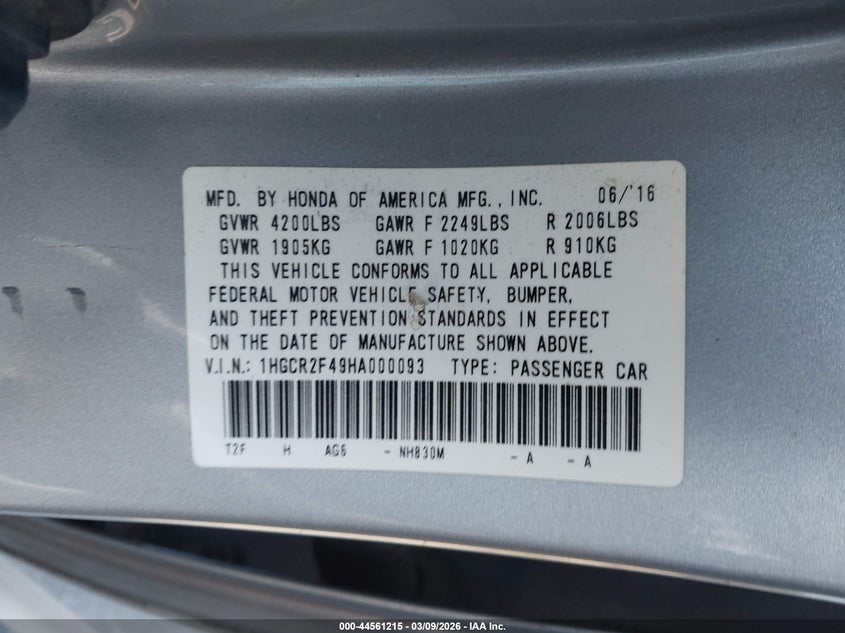 MFD. BY HONDA OF AMERICA MFG., INC. 06/'16
GVWR 4200LBS GAWR F 2249LBS R 2006LBS
GVWR 1905KG GAWR F 1020KG R 910KG
THIS VEHICLE CONFORMS TO ALL APPLICABLE
FEDERAL MOTOR VEHICLE SAFETY, BUMPER,
AND THEFT PREVENTION STANDARDS IN EFFECT
ON THE DATE OF MANUFACTURE SHOWN ABOVE.
V.I.N.: 1HGCR2F49HA000093 TYPE: PASSENGER CAR
T2F H AG6 - NH830M - A - A
000-44561215 - 03/09/2026 - IAA Inc.